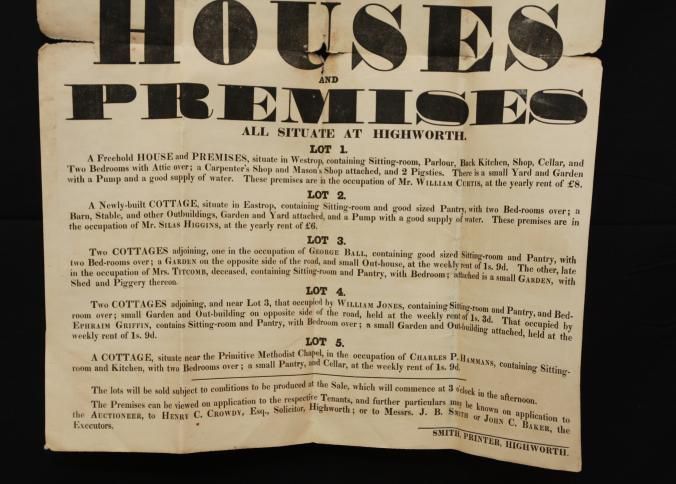 HOUSES
AND
PREMISES
ALL SITUATE AT HIGHWORTH.
LOT 1.
A Freehold HOUSE and PREMISES, situate in Westrop, containing Sitting-room, Parlour, Back Kitchen, Shop, Cellar, and
Two Bedrooms with Attic over; a Carpenter's Shop and Mason's Shop attached, and 2 Pigsties. There is a small Yard and Garden
with a Pump and a good supply of water. These premises are in the occupation of Mr. WILLIAM CURTIS, at the yearly rent of £8.
LOT 2.
A Newly-built COTTAGE, situate in Eastrop, containing Sitting-room and good sized Pantry, with two Bed-rooms over; a
Barn, Stable, and other Outbuildings, Garden and Yard attached, and a Pump with a good supply of water. These premises are in
the occupation of Mr. SILAS HIGGINS, at the yearly rent of £6.
LOT 3.
Two COTTAGES adjoining, one in the occupation of GEORGE BALL, containing good sized Sitting-room and Pantry, with
two Bed-rooms over; a GARDEN on the opposite side of the road, and small Out-house, at the weekly rent of 1s. 9d. The other, late
in the occupation of Mrs. TITCOMB, deceased, containing Sitting-room and Pantry, with Bedroom; attached is a small GARDEN, with
Shed and Piggery thereon.
LOT 4.
Two COTTAGES adjoining, and near Lot 3, that occupied by WILLIAM JONES, containing Sitting-room and Pantry, and Bed-
room over; small Garden and Out-building on opposite side of the road, held at the weekly rent of 1s. 3d. That occupied by
EPHRAIM GRIFFIN, contains Sitting-room and Pantry, with Bedroom over; a small Garden and Outbuilding attached, held at the
weekly rent of 1s. 9d.
LOT 5.
A COTTAGE, situate near the Primitive Methodist Chapel, in the occupation of CHARLES P. HAMMANS, containing Sitting-
room and Kitchen, with two Bedrooms over; a small Pantry, and Cellar, at the weekly rent of 1s. 9d.
The lots will be sold subject to conditions to be produced at the Sale, which will commence at 3 o'clock in the afternoon.
The Premises can be viewed on application to the respective Tenants, and further particulars may be known on application to
the AUCTIONEER, to HENRY C. CROWDY, Esq., Solicitor, Highworth; or to Messrs. J. B. SMITH or JOHN C. BAKER, the
Executors.
SMITH, PRINTER, HIGHWORTH.